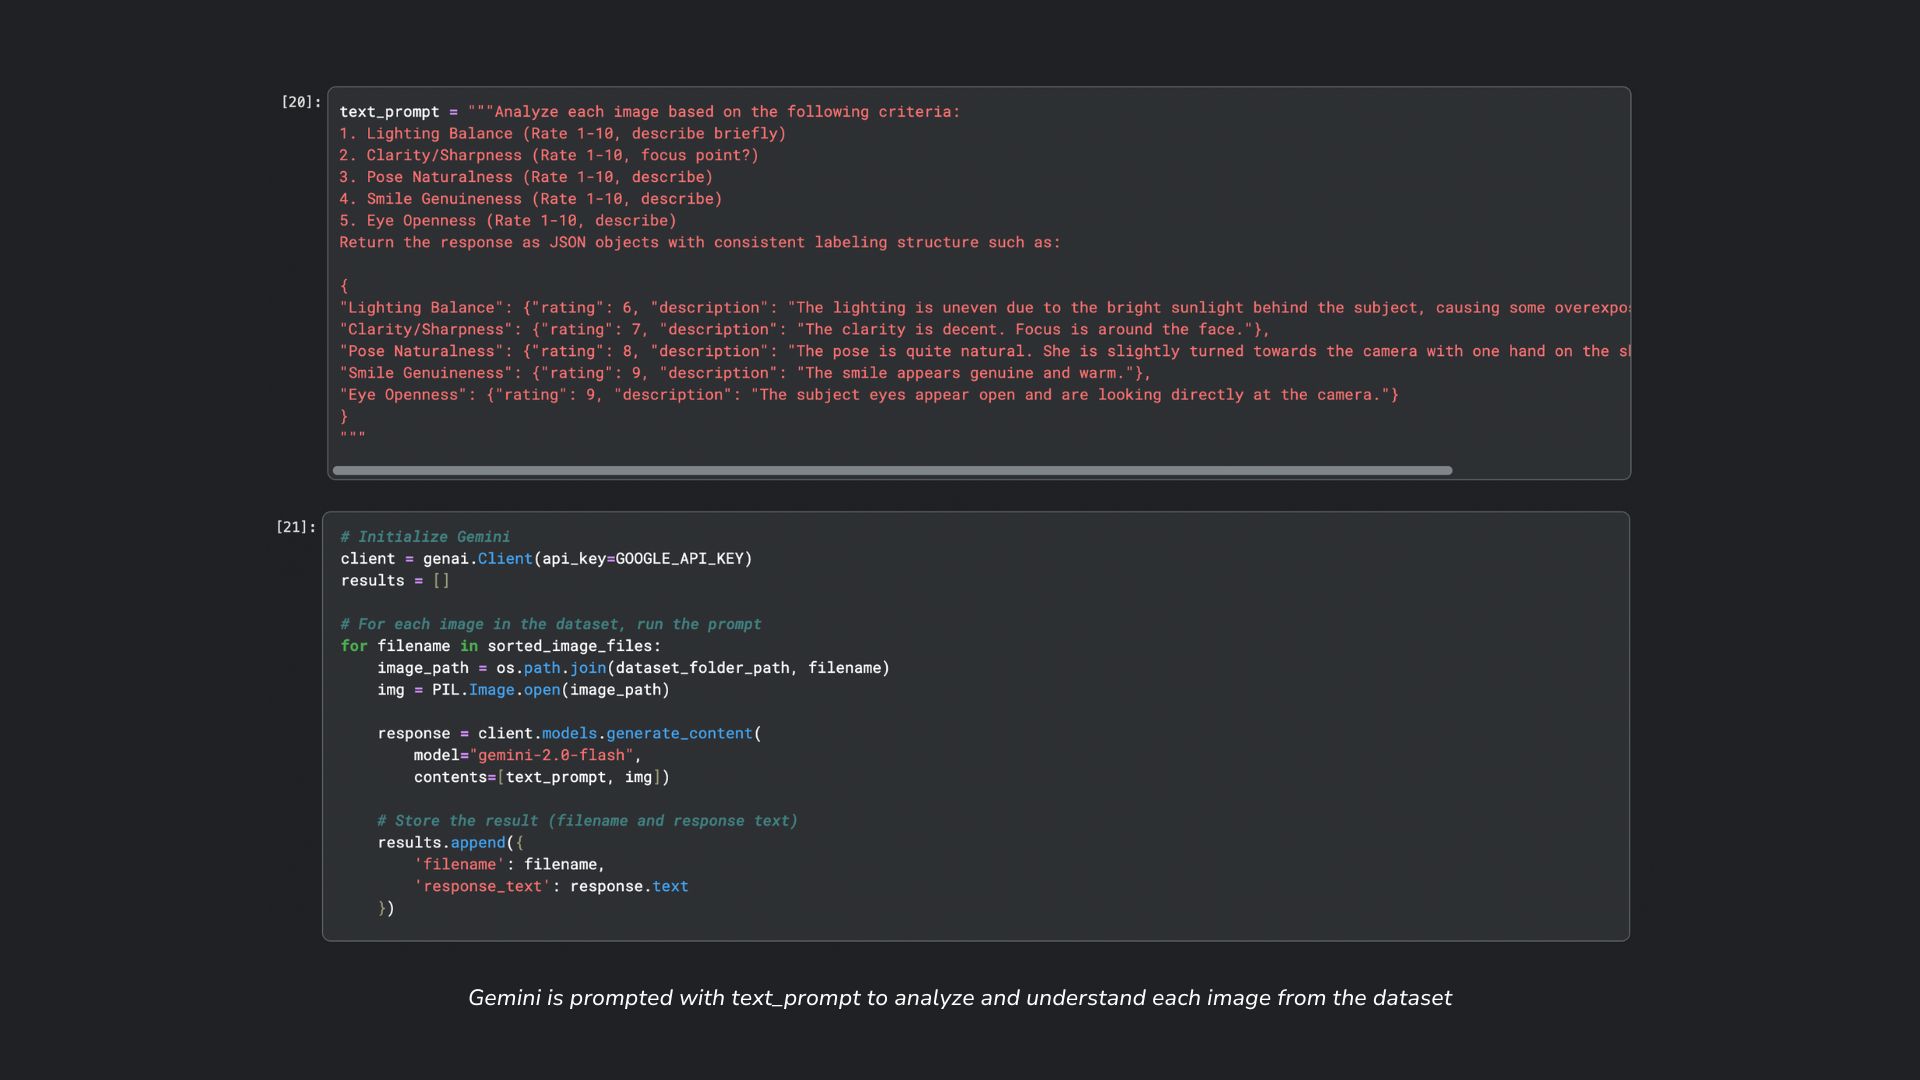 [20]:
text_prompt = """Analyze each image based on the following criteria:
1. Lighting Balance (Rate 1-10, describe briefly)
2. Clarity/Sharpness (Rate 1-10, focus point?)
3. Pose Naturalness (Rate 1-10, describe)
4. Smile Genuineness (Rate 1-10, describe)
5. Eye Openness (Rate 1-10, describe)
Return the response as JSON objects with consistent labeling structure such as:
{
"Lighting Balance": {"rating": 6, "description": "The lighting is uneven due to the bright sunlight behind the subject, causing some overexpos
"Clarity/Sharpness": {"rating": 7, "description": "The clarity is decent. Focus is around the face."},
"Pose Naturalness": {"rating": 8, "description": "The pose is quite natural. She is slightly turned towards the camera with one hand on the
"Smile Genuineness": {"rating": 9, "description": "The smile appears genuine and warm."},
"Eye Openness": {"rating": 9, "description": "The subject eyes appear open and are looking directly at the camera."}
}
"""
[21]:
# Initialize Gemini
client = genai.Client(api_key=GOOGLE_API_KEY)
results = []
# For each image in the dataset, run the prompt
for filename in sorted_image_files:
image_path = os.path.join(dataset_folder_path, filename)
img = PIL.Image.open(image_path)
response = client.models.generate_content(
model="gemini-2.0-flash",
contents=[text_prompt, img])
# Store the result (filename and response text)
results.append({
'filename': filename,
'response_text': response.text
})
Gemini is prompted with text_prompt to analyze and understand each image from the dataset